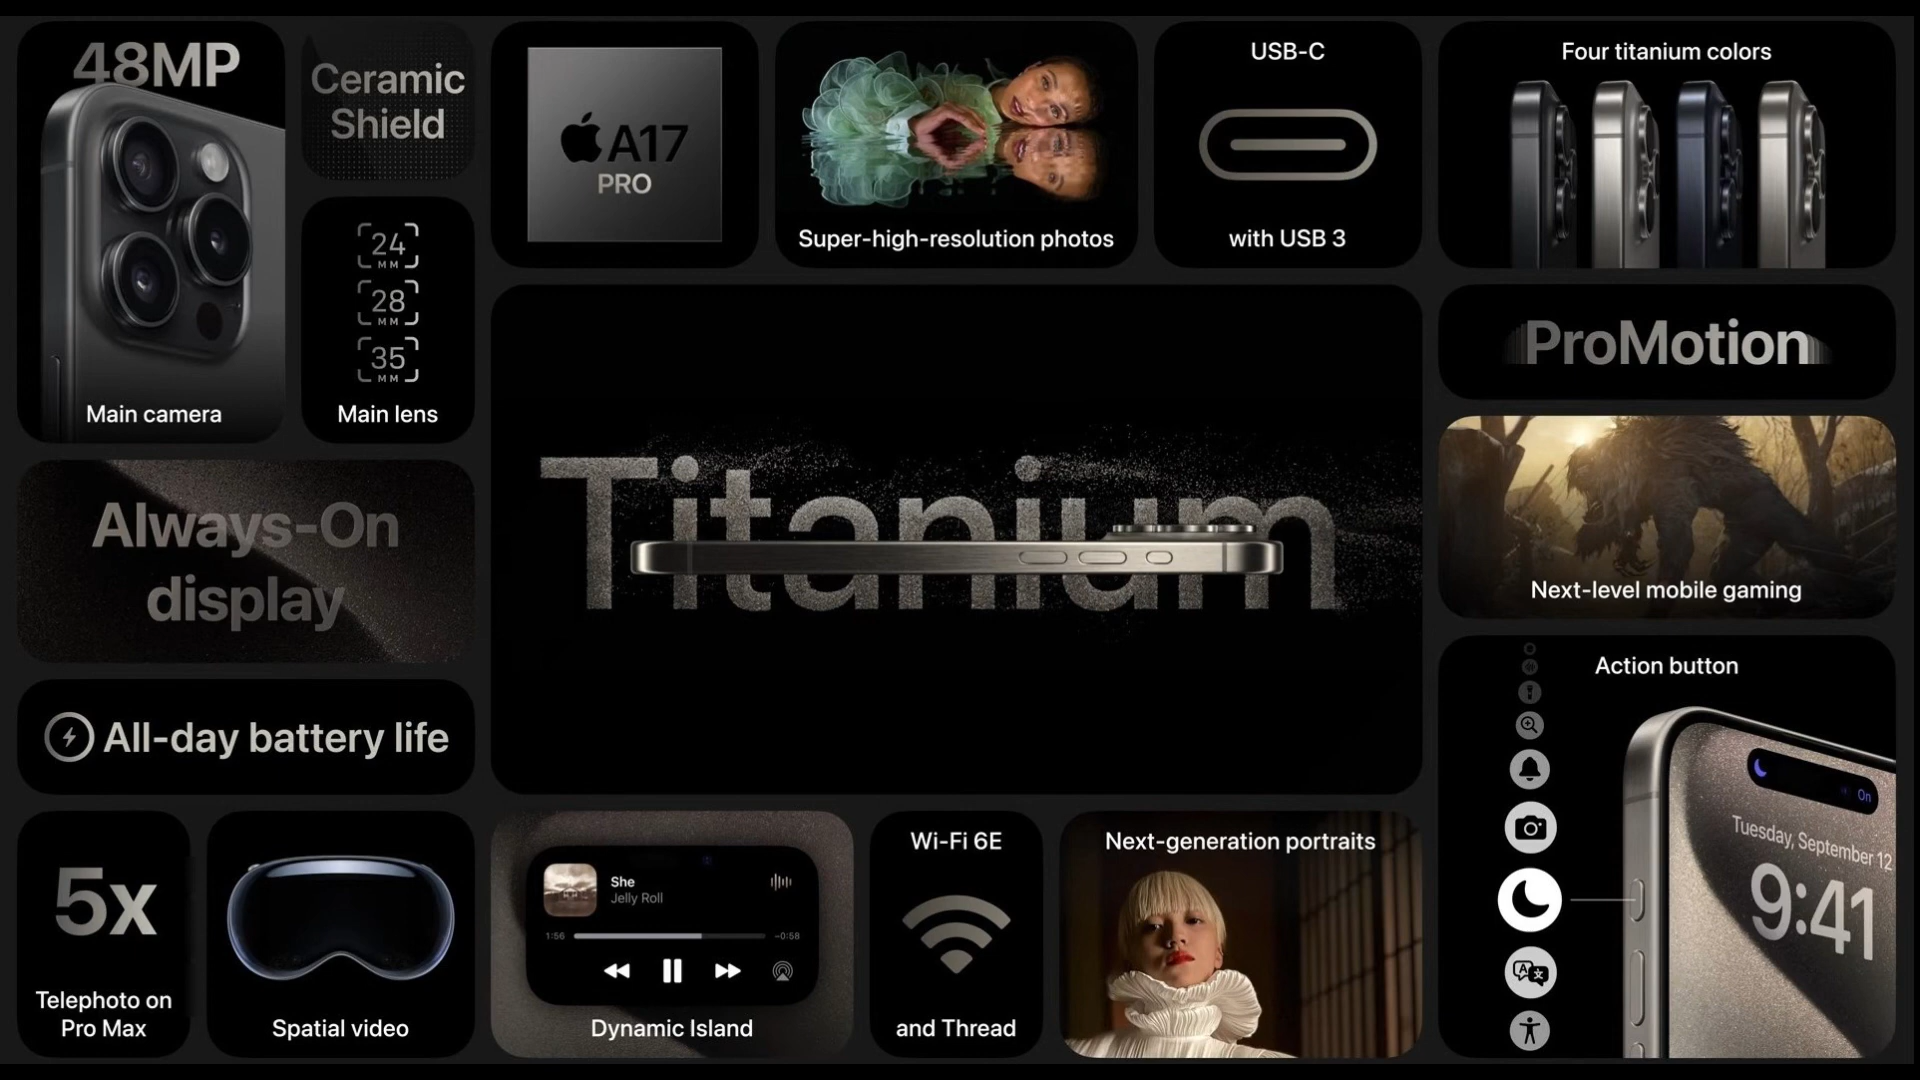 48MP
Main camera
Ceramic
Shield
24
MM
28
MM
35
MM
Main lens
A17
PRO
Super-high-resolution photos
USB-C
with USB 3
Four titanium colors
Always-On
display
Titanium
ProMotion
Next-level mobile gaming
All-day battery life
5x
Telephoto on
Pro Max
Spatial video
She
Jelly Roll
1:56
-0:58
Dynamic Island
Wi-Fi 6E
and Thread
Next-generation portraits
Action button
On
Tuesday, September 12
9:41
A 文